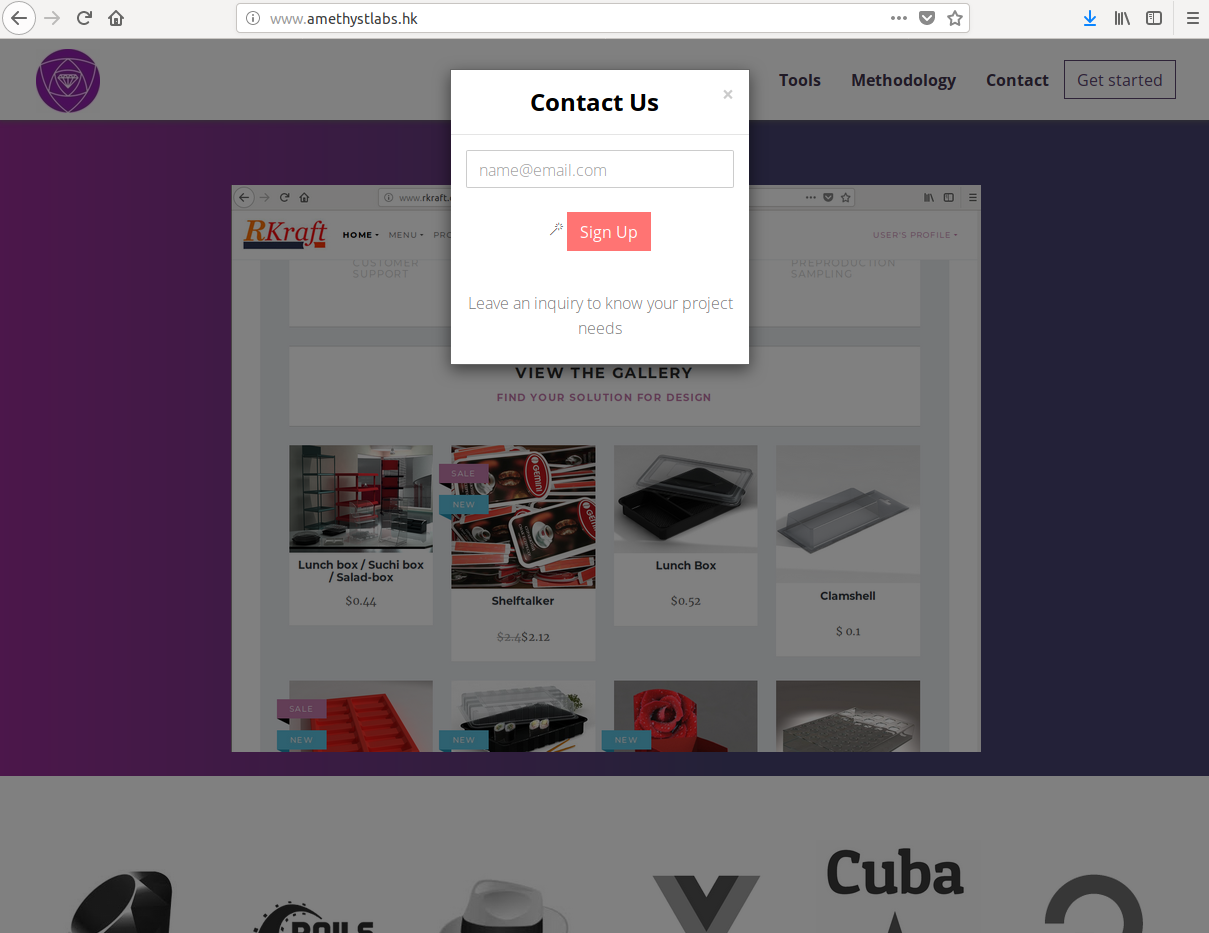 www.amethystlabs.hk
Tools Methodology Contact Get started
Contact Us
×
name@email.com
Sign Up
Leave an inquiry to know your project
needs
www.rkraft.
RKraft
HOME MENU
USER'S PROFILE
CUSTOMER
SUPPORT
PREPRODUCTION
SAMPLING
VIEW THE GALLERY
FIND YOUR SOLUTION FOR DESIGN
SALE
NEW
GEMINI
GEMINI
Lunch box / Suchi box
/ Salad-box
$0.44
Shelftalker
$2.4$2.12
Lunch Box
$0.52
Clamshell
$ 0.1
SALE
NEW
NEW
NEW
Cuba
RAILS